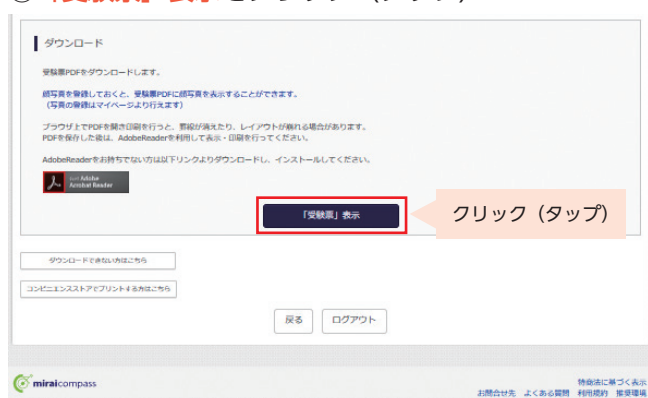 「受験票」表示をクリック（タップ）
ダウンロード
受験票PDFをダウンロードします。
顔写真を登録しておくと、受験票PDFに顔写真を表示することができます。
（写真の登録はマイページより行えます）
ブラウザ上でPDFを開き印刷を行うと、罫線が消えたり、レイアウトが崩れる場合があります。
PDFを保存した後は、AdobeReaderを利用して表示・印刷を行ってください。
AdobeReaderをお持ちでない方は以下リンクよりダウンロードし、インストールしてください。
Adobe
Acrobat Reader
「受験票」表示
クリック（タップ）
ダウンロードできない方はこちら
コンビニエンスストアでプリントする方はこちら
戻る ログアウト
miraicompass
特商法に基づく表示
お問合せ先 よくある質問 利用規約 推奨環境